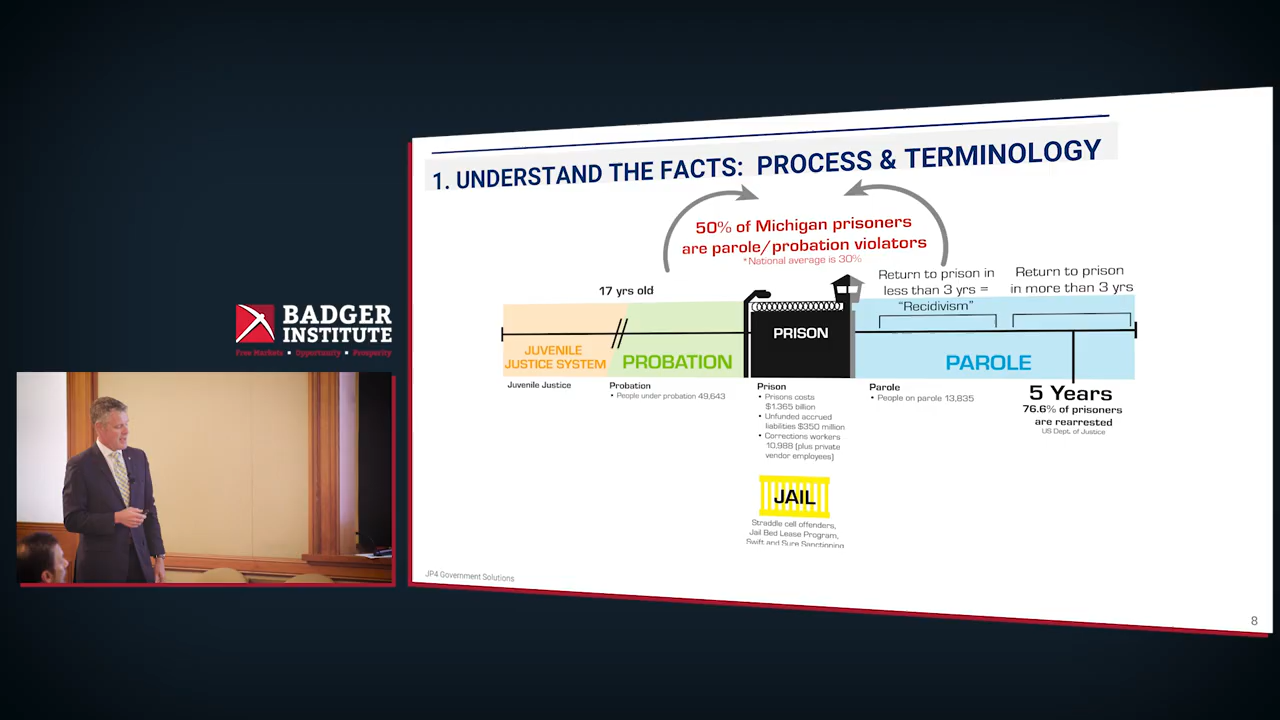 1. UNDERSTAND THE FACTS: PROCESS & TERMINOLOGY
50% of Michigan prisoners
are parole/probation violators
*National average is 30%
17 yrs old
Return to prison in
less than 3 yrs =
"Recidivism"
Return to prison
in more than 3 yrs
JUVENILE
JUSTICE SYSTEM
PROBATION
PRISON
PAROLE
Juvenile Justice
Probation
• People under probation 49,643
Prison
• Prisons costs
$1.365 billion
• Unfunded accrued
liabilities $350 million
• Corrections workers
10,988 (plus private
vendor employees)
Parole
• People on parole 13,835
5 Years
76.6% of prisoners
are rearrested
US Dept. of Justice
JAIL
Straddle cell offenders,
Jail Bed Lease Program,
Swift and Sure Sanctioning
JP4 Government Solutions
8
BADGER
INSTITUTE
Free Markets • Opportunity • Prosperity